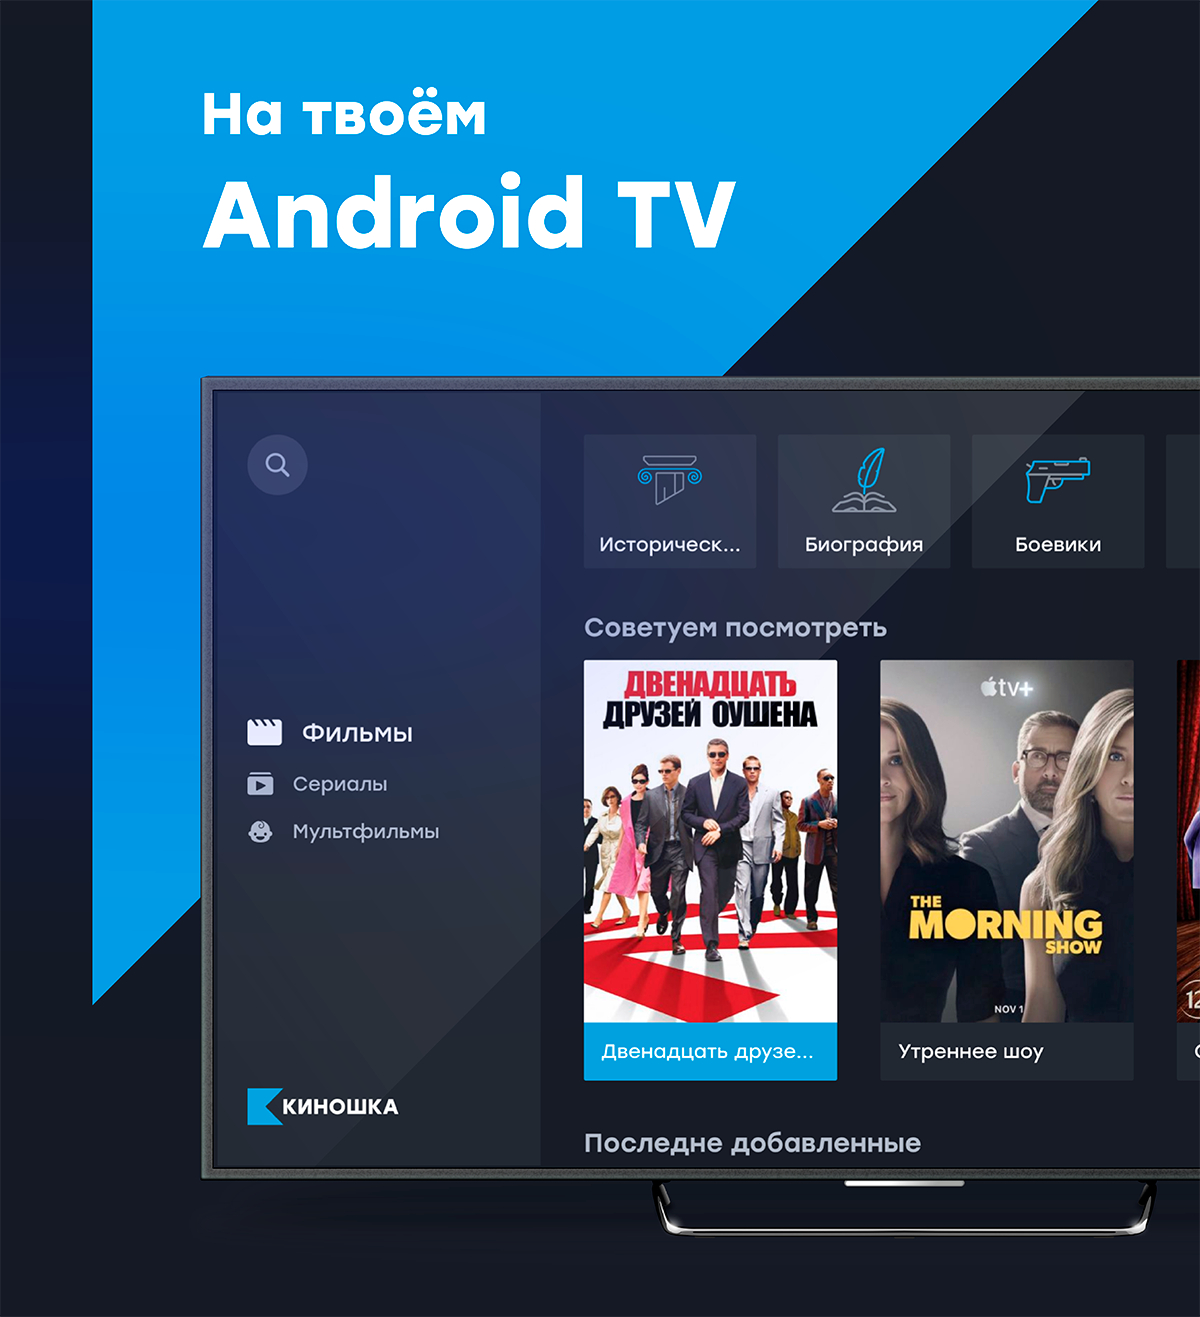 На твоём
Android TV
Историческ...
Биография
Боевики
Советуем посмотреть
ДВЕНАДЦАТЬ
ДРУЗЕЙ ОУШЕНА
tv+
THE
MORNING
SHOW
NOV 1
12
Двенадцать друзе...
Утреннее шоу
Фильмы
Сериалы
Мультфильмы
КИНОШКА
Последне добавленные